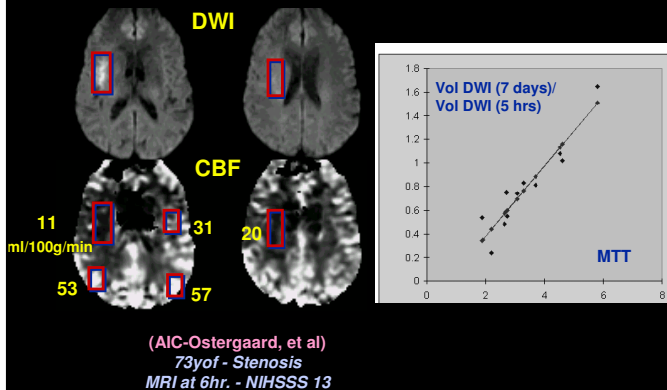 DWI
CBF
11
ml/100g/min
31
20
53
57
Vol DWI (7 days)/
Vol DWI (5 hrs)
1.8
1.6
1.4
1.2
1
0.8
0.6
0.4
0.2
0
MTT
0 2 4 6 8
(AIC-Ostergaard, et al)
73yof - Stenosis
MRI at 6hr. - NIHSSS 13